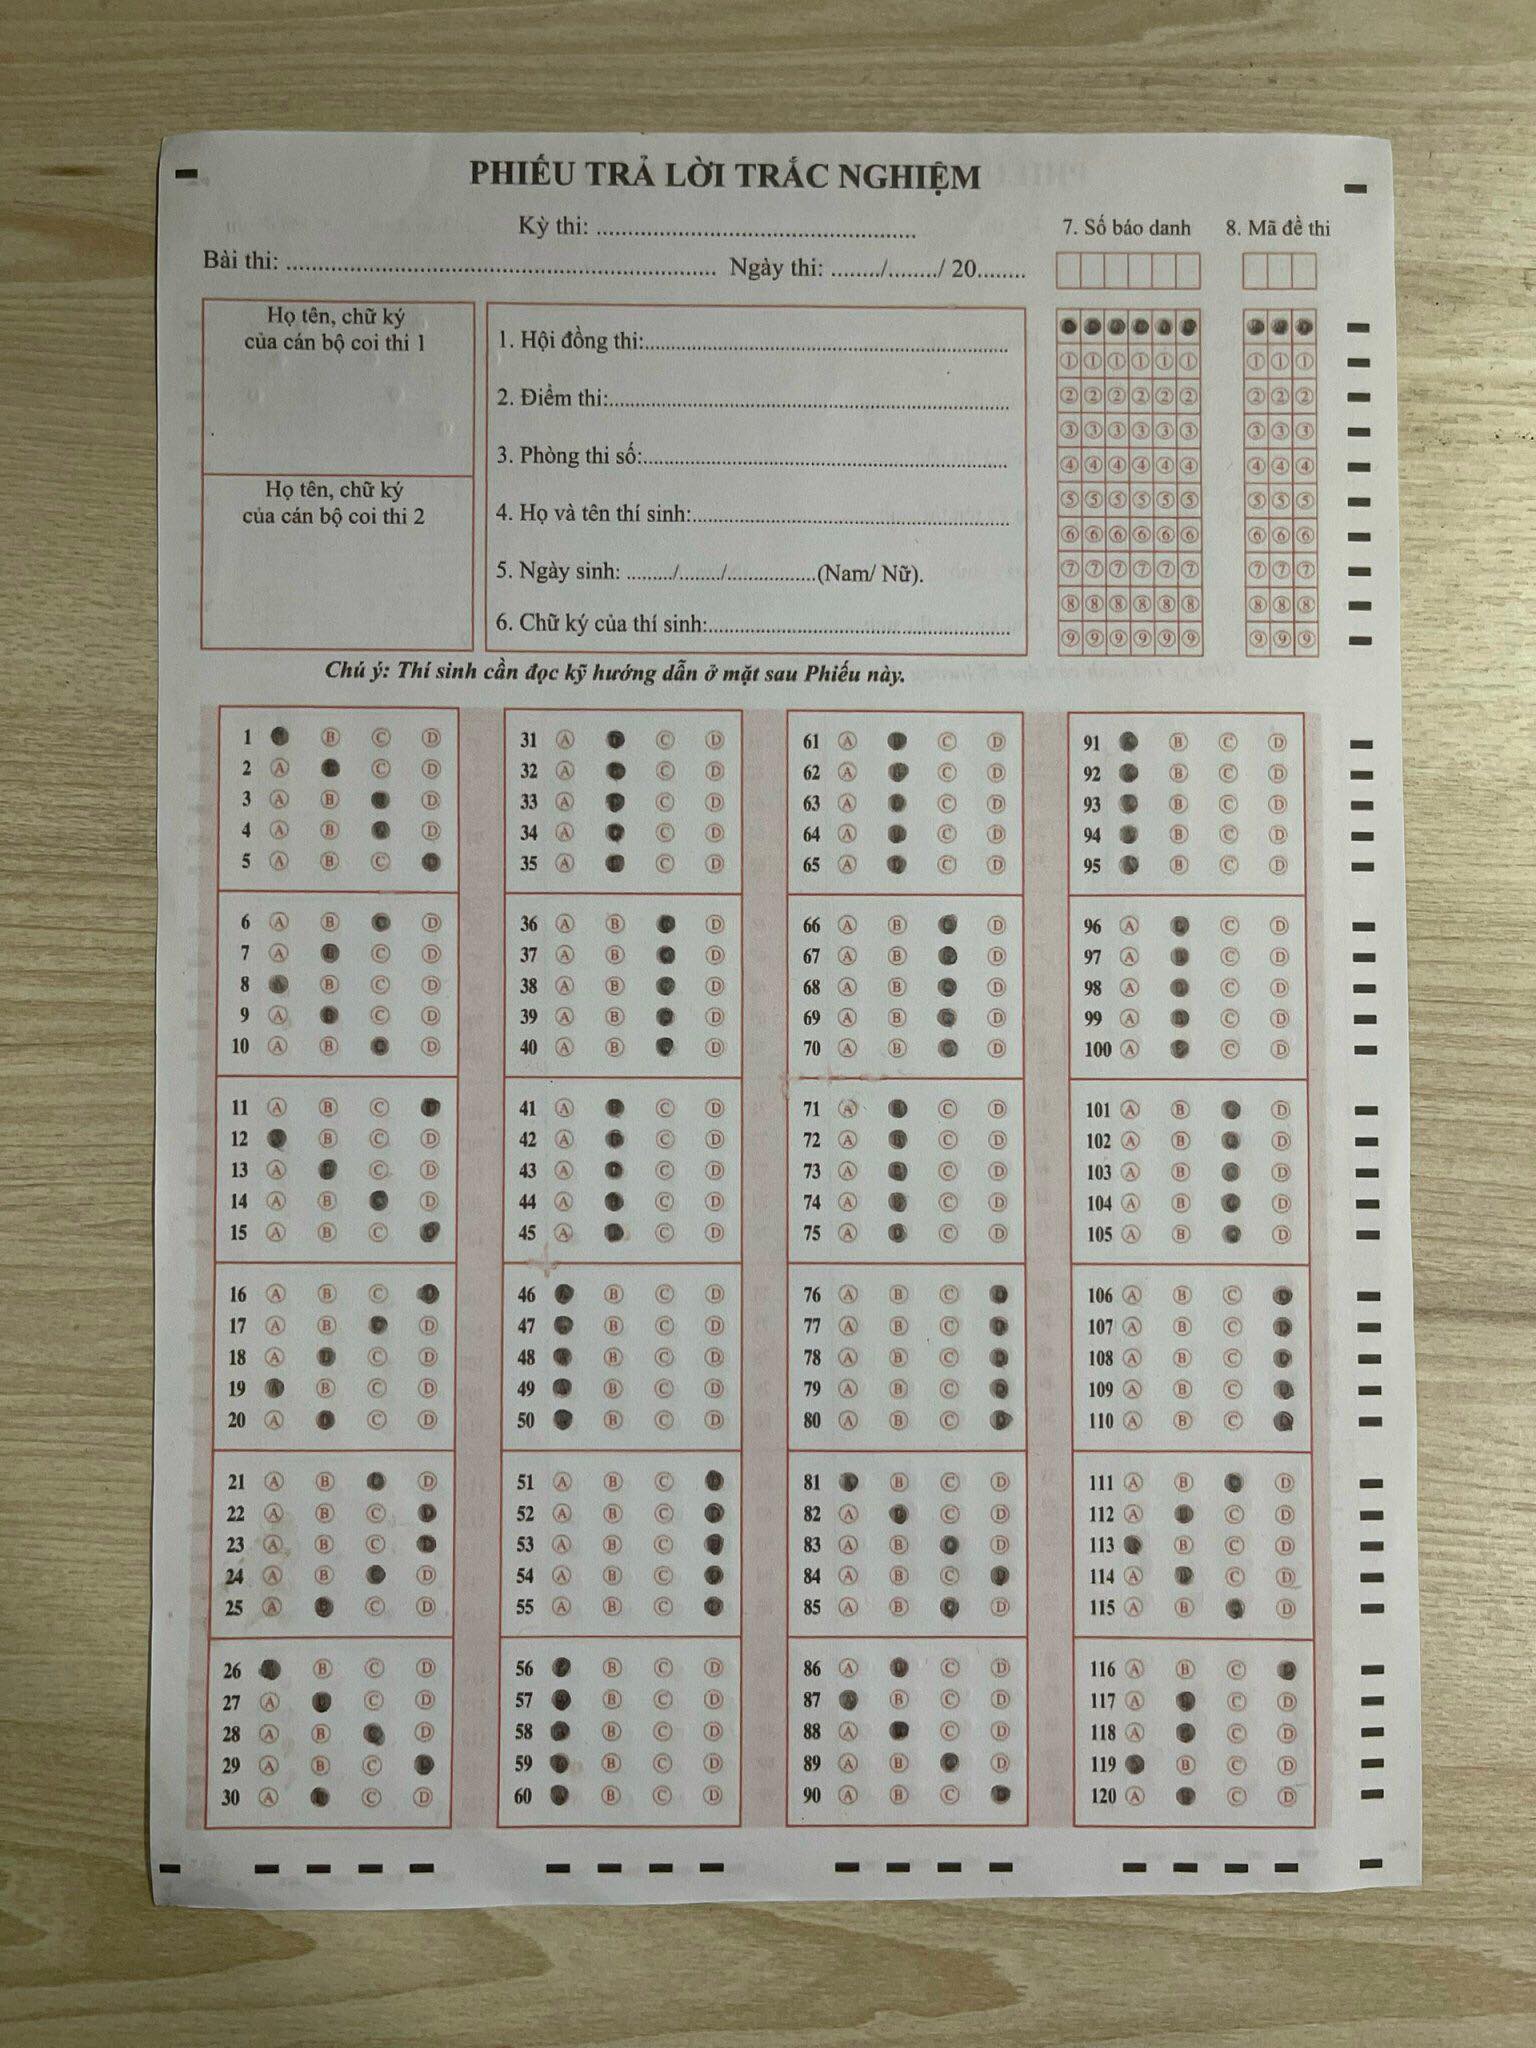 PHIẾU TRẢ LỜI TRẮC NGHIỆM
Kỳ thi: ................................................
Bài thi: ................................................................ Ngày thi: ......../......../ 20........
7. Số báo danh
8. Mã đề thi
Họ tên, chữ ký
của cán bộ coi thi 1
Họ tên, chữ ký
của cán bộ coi thi 2
1. Hội đồng thi:................................................
2. Điểm thi:................................................
3. Phòng thi số:................................................
4. Họ và tên thí sinh:................................................
5. Ngày sinh: ......../......../................(Nam/ Nữ).
6. Chữ ký của thí sinh:................................................
1 1 1 1 1 1 1 1 1
2 2 2 2 2 2 2 2 2
3 3 3 3 3 3 3 3 3
4 4 4 4 4 4 4 4 4
5 5 5 5 5 5 5 5 5
6 6 6 6 6 6 6 6 6
7 7 7 7 7 7 7 7 7
8 8 8 8 8 8 8 8 8
9 9 9 9 9 9 9 9 9
Chú ý: Thí sinh cần đọc kỹ hướng dẫn ở mặt sau Phiếu này.
1 B C D
2 A C D
3 A B D
4 A B D
5 A B C
6 A B D
7 A C D
8 B C D
9 A C D
10 A B D
11 A B C
12 B C D
13 A C D
14 A B D
15 A B C
16 A B C
17 A B D
18 A C D
19 B C D
20 A C D
21 A B D
22 A B C
23 A B C
24 A B D
25 A C D
26 B C D
27 A C D
28 A B D
29 A B C
30 A C D
31 A C D
32 A C D
33 A C D
34 A C D
35 A C D
36 A B D
37 A B D
38 A B D
39 A B D
40 A B D
41 A C D
42 A C D
43 A C D
44 A C D
45 A C D
46 B C D
47 B C D
48 B C D
49 B C D
50 B C D
51 A B C
52 A B C
53 A B C
54 A B C
55 A B C
56 B C D
57 B C D
58 B C D
59 B C D
60 B C D
61 A C D
62 A C D
63 A C D
64 A C D
65 A C D
66 A B D
67 A B D
68 A B D
69 A B D
70 A B D
71 A C D
72 A C D
73 A C D
74 A C D
75 A C D
76 A B C
77 A B C
78 A B C
79 A B C
80 A B C
81 B C D
82 A C D
83 A B D
84 A B C
85 A B D
86 A C D
87 B C D
88 A C D
89 A B D
90 A B C
91 B C D
92 B C D
93 B C D
94 B C D
95 B C D
96 A C D
97 A C D
98 A C D
99 A C D
100 A C D
101 A B D
102 A B D
103 A B D
104 A B D
105 A B D
106 A B C
107 A B C
108 A B C
109 A B C
110 A B C
111 A B D
112 A C D
113 B C D
114 A C D
115 A B D
116 A B C
117 A C D
118 A C D
119 B C D
120 A C D